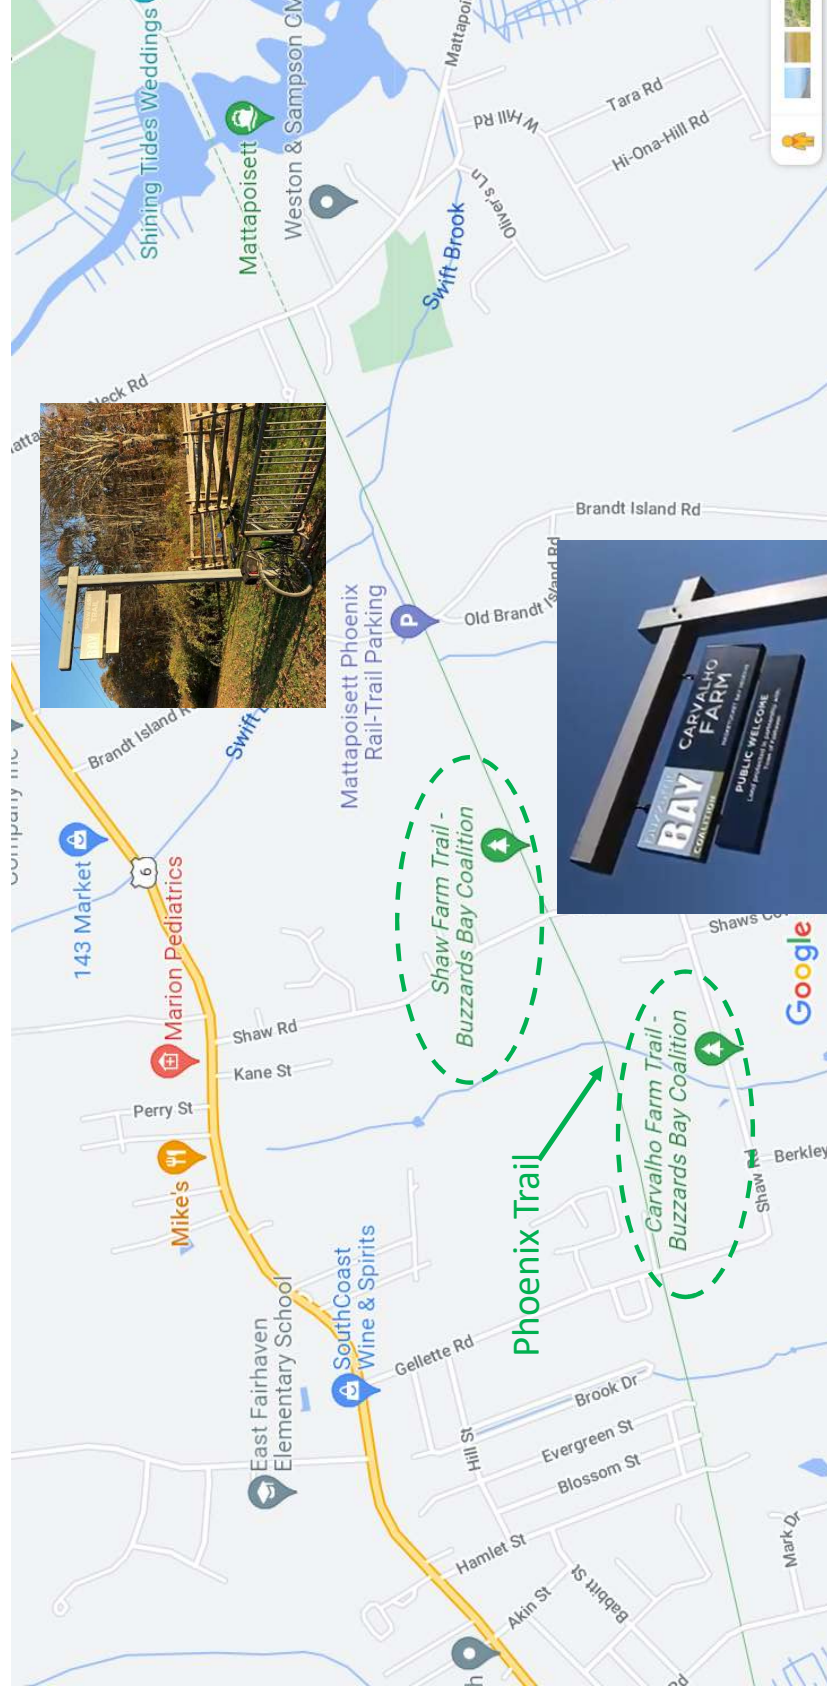 143 Market
Shining Tides Weddings
Neck Rd
6
Marion Pediatrics
Brandt Island R
Perry St
Mike's
Shaw Rd
Kane St
Mattapoisett
Weston & Sampson CM
East Fairhaven
Elementary School
SouthCoast
Wine & Spirits
Mattapoisett Phoenix
Rail-Trail Parking
P
Swift Brook
Mattapoi
Gellette Rd
Shaw Farm Trail -
Buzzards Bay Coalition
Hill St
Hamlet St
Oliver's Ln
W Hill Rd
Old Brandt Island Rd
Akin St
Phoenix Trail
Evergreen St
Brook Dr
Blossom St
Babbitt St
Brandt Island Rd
Tara Rd
Hi-Ona-Hill Rd
Carvalho Farm Trail -
Buzzards Bay Coalition
BAY
COALITION
CARVALHO
FARM
PUBLIC WELCOME
Rd
Shaw Rd
Shaws Co
Berkley
Mark Dr
Google